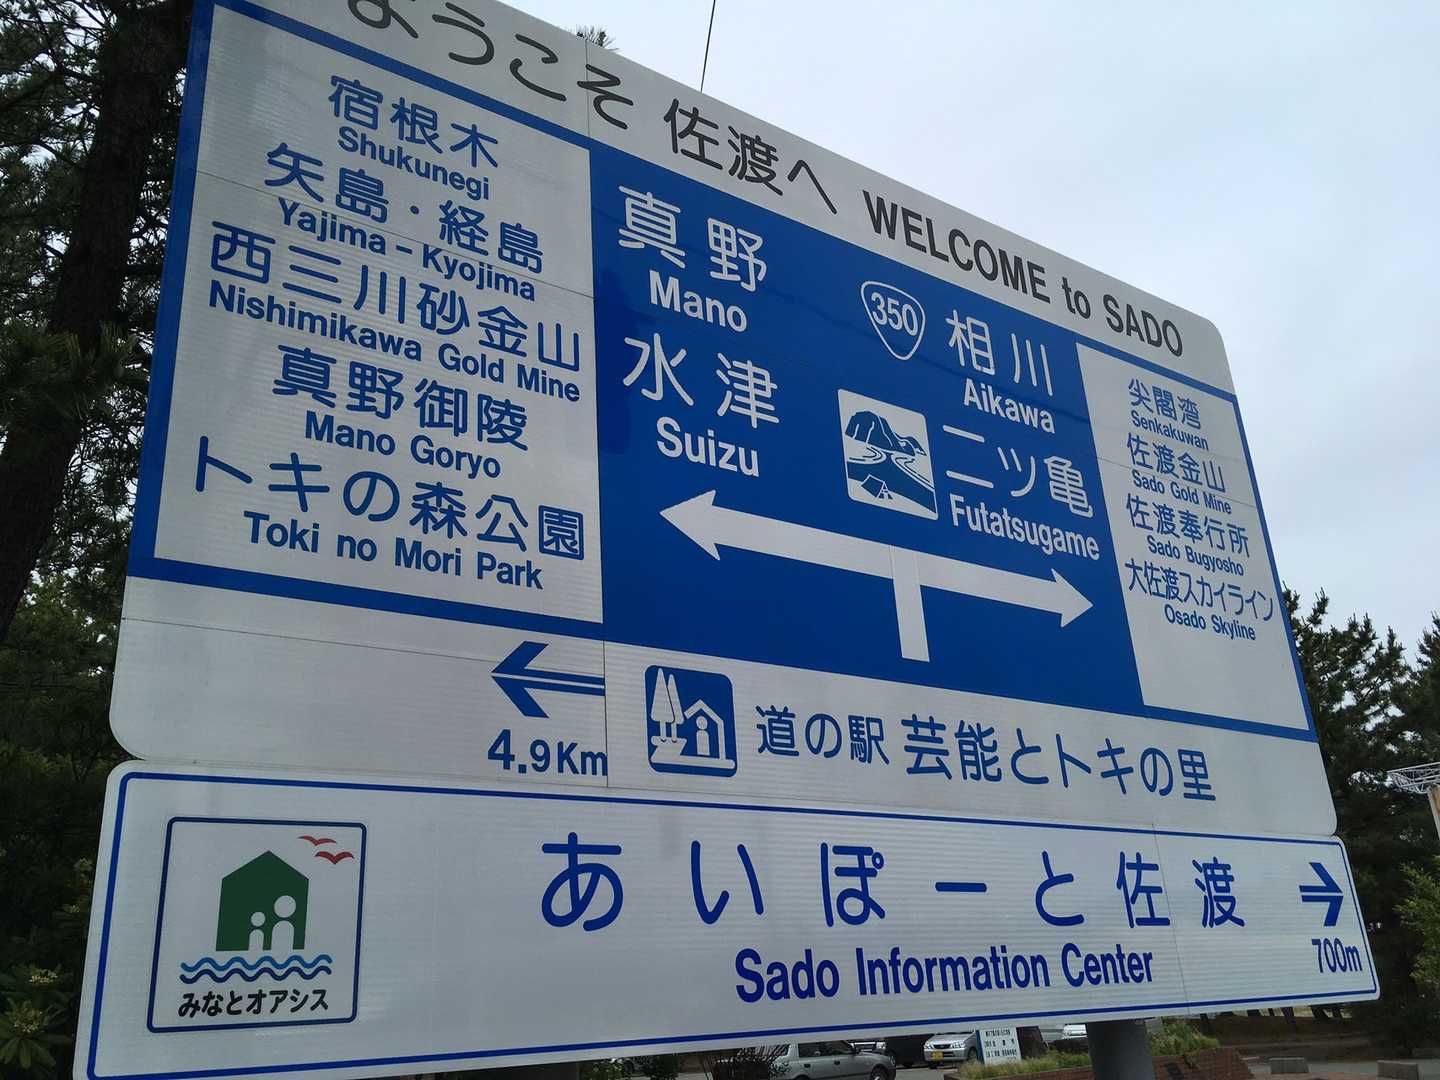 ようこそ 佐渡へ WELCOME to SADO
宿根木
Shukunegi
矢島・経島
Yajima-Kyojima
西三川砂金山
Nishimikawa Gold Mine
真野御陵
Mano Goryo
トキの森公園
Toki no Mori Park
真野
Mano
水津
Suizu
350
相川
Aikawa
二ツ亀
Futatsugame
尖閣湾
Senkakuwan
佐渡金山
Sado Gold Mine
佐渡奉行所
Sado Bugyosho
大佐渡スカイライン
Osado Skyline
4.9Km
道の駅 芸能とトキの里
みなとオアシス
あいぽーと佐渡
Sado Information Center
700m